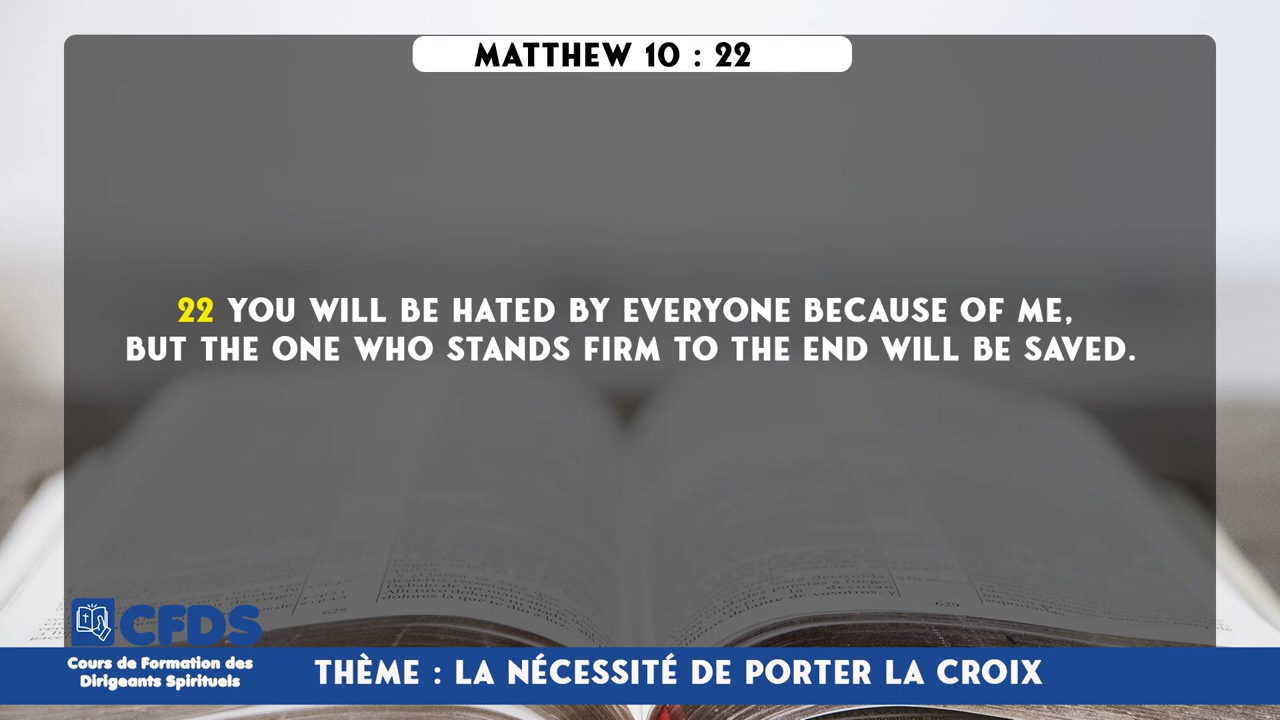 MATTHEW 10 : 22
22 YOU WILL BE HATED BY EVERYONE BECAUSE OF ME,
BUT THE ONE WHO STANDS FIRM TO THE END WILL BE SAVED.
628
629
CFDS
Cours de Formation des
Dirigeants Spirituels
THÈME : LA NÉCESSITÉ DE PORTER LA CROIX